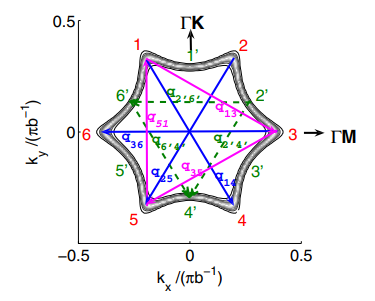 0.5
ΓK
1
1'
2
6'
q2'6'
2'
q13
q51
k_y /(πb⁻¹)
0
6
q36
q6'4'
q2'4'
3
ΓM
5'
q25
q35
q14
3'
5
4'
4
−0.5
0
0.5
k_x /(πb⁻¹)